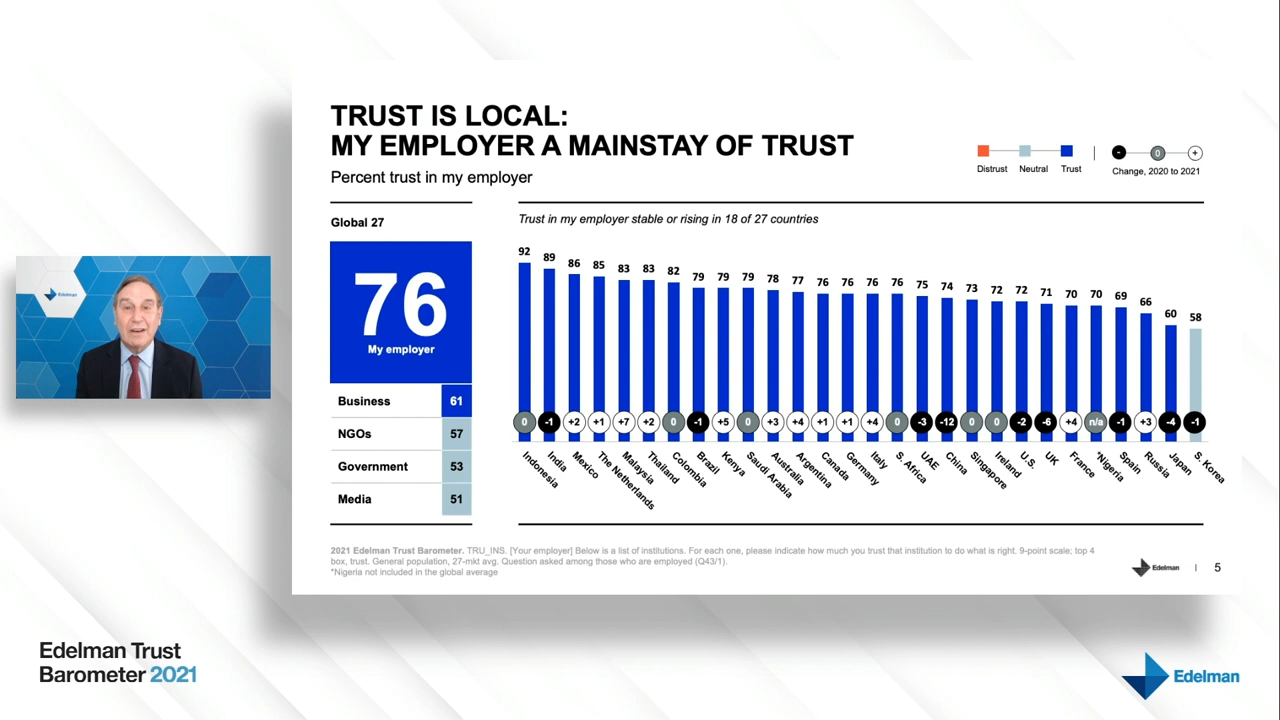 TRUST IS LOCAL:
MY EMPLOYER A MAINSTAY OF TRUST
Percent trust in my employer
Distrust Neutral Trust
- 0 +
Change, 2020 to 2021
Global 27
76
My employer
Business 61
NGOs 57
Government 53
Media 51
Trust in my employer stable or rising in 18 of 27 countries
92 89 86 85 83 83 82 79 79 79 78 77 76 76 76 76 75 74 73 72 72 71 70 70 69 66 60 58
0 -1 +2 +1 +7 +2 0 -1 +5 0 +3 +4 +1 +1 +4 0 -3 -12 0 0 -2 -6 +4 n/a -1 +3 -4 -1
Indonesia India Mexico The Netherlands Malaysia Thailand Colombia Brazil Kenya Saudi Arabia Australia Argentina Canada Germany Italy S. Africa UAE China Singapore Ireland U.S. UK France *Nigeria Spain Russia Japan S. Korea
2021 Edelman Trust Barometer. TRU_INS. [Your employer] Below is a list of institutions. For each one, please indicate how much you trust that institution to do what is right. 9-point scale; top 4
box, trust. General population, 27-mkt avg. Question asked among those who are employed (Q43/1).
*Nigeria not included in the global average
Edelman | 5
Edelman
Edelman Trust
Barometer 2021
Edelman